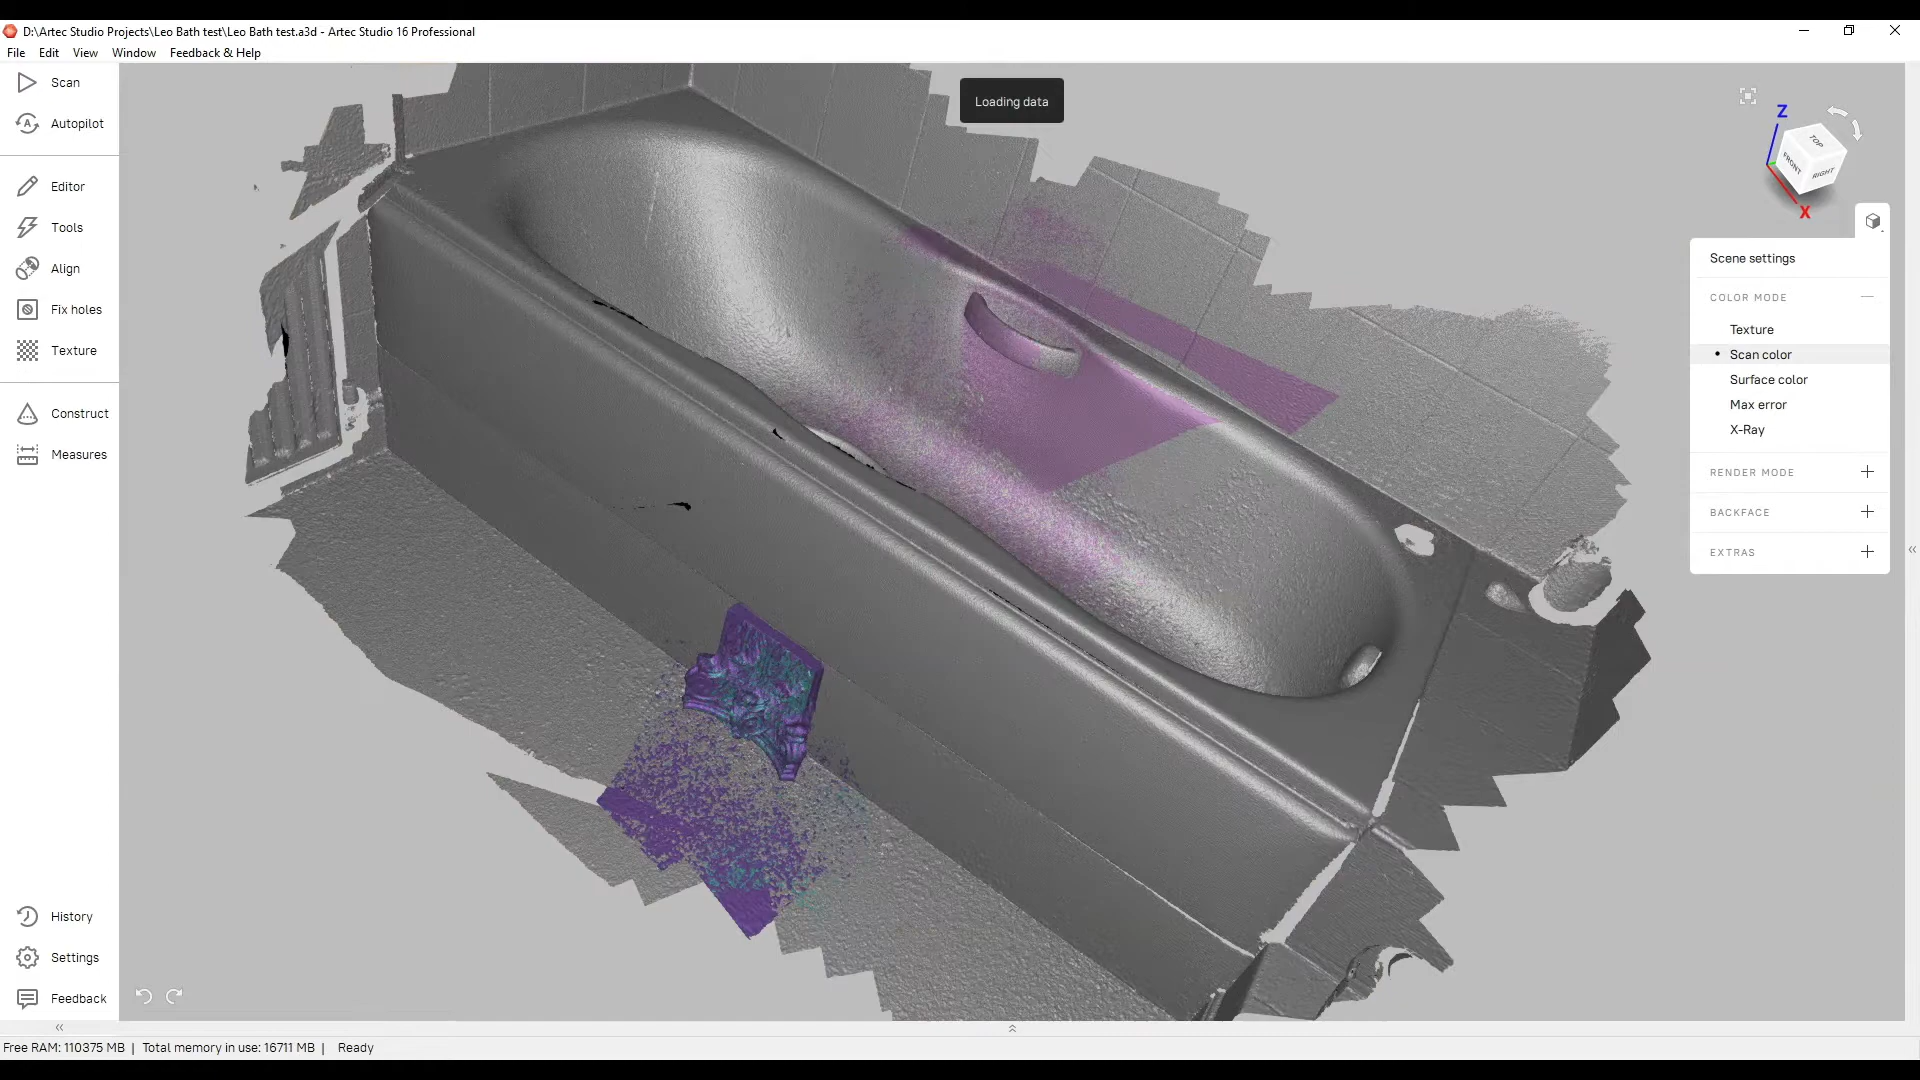 D:\Artec Studio Projects\Leo Bath test\Leo Bath test.a3d - Artec Studio 16 Professional
File Edit View Window Feedback & Help
Scan
Autopilot
Editor
Tools
Align
Fix holes
Texture
Construct
Measures
History
Settings
Feedback
Loading data
Z
TOP
FRONT
RIGHT
X
Scene settings
COLOR MODE
Texture
Scan color
Surface color
Max error
X-Ray
RENDER MODE
BACKFACE
EXTRAS
Free RAM: 110375 MB | Total memory in use: 16711 MB | Ready